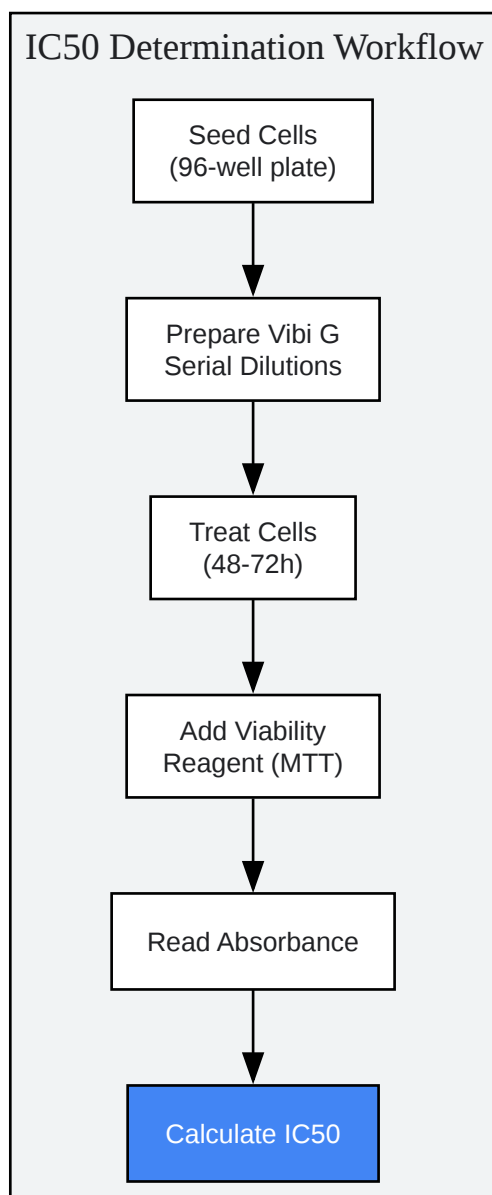 IC50 Determination Workflow
Seed Cells
(96-well plate)
Prepare Vibi G
Serial Dilutions
Treat Cells
(48-72h)
Add Viability
Reagent (MTT)
Read Absorbance
Calculate IC50